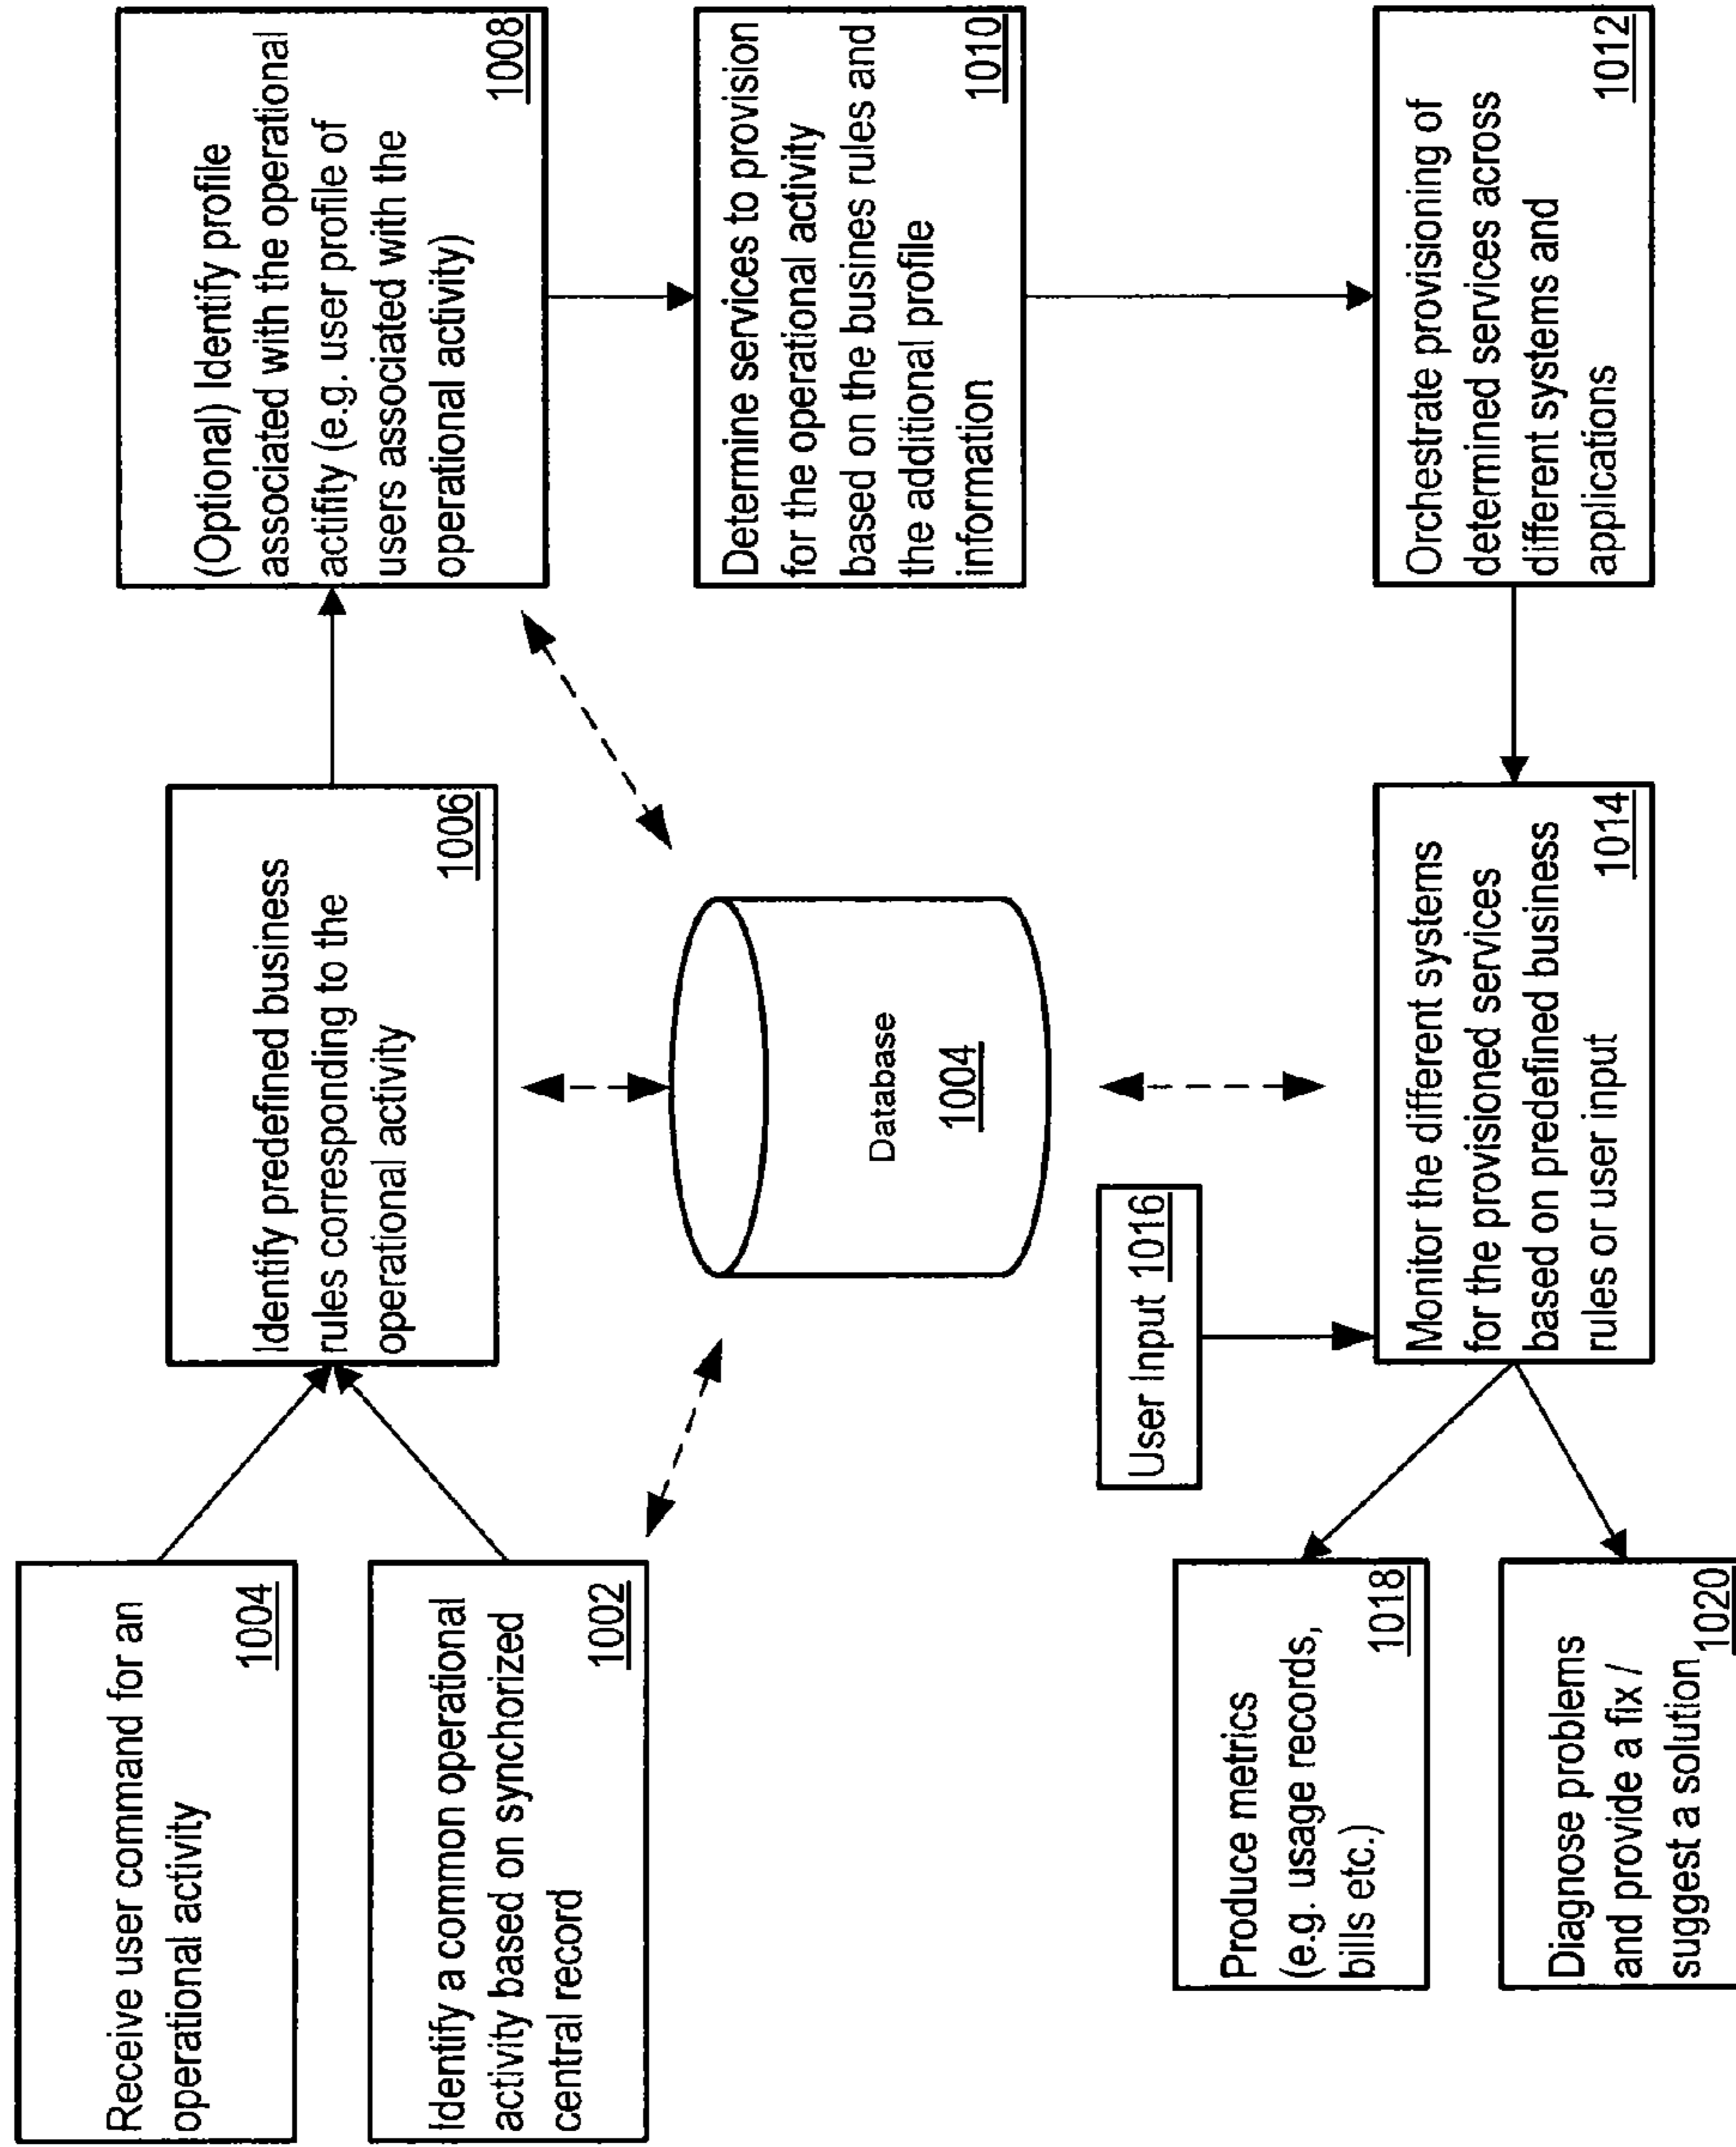 Receive user command for an
operational activity
1004
Identify a common operational
activity based on synchorized
central record
1002
Identify predefined business
rules corresponding to the
operational activity
1006
(Optional) Identify profile
associated with the operational
actifity (e.g. user profile of
users associated with the
operational activity)
1008
Determine services to provision
for the operational activity
based on the business rules and
the additional profile
information
1010
Database
1004
User Input 1016
Orchestrate provisioning of
determined services across
different systems and
applications
1012
Monitor the different systems
for the provisioned services
based on predefined business
rules or user input
1014
Produce metrics
(e.g. usage records,
bills etc.)
1018
Diagnose problems
and provide a fix /
suggest a solution
1020